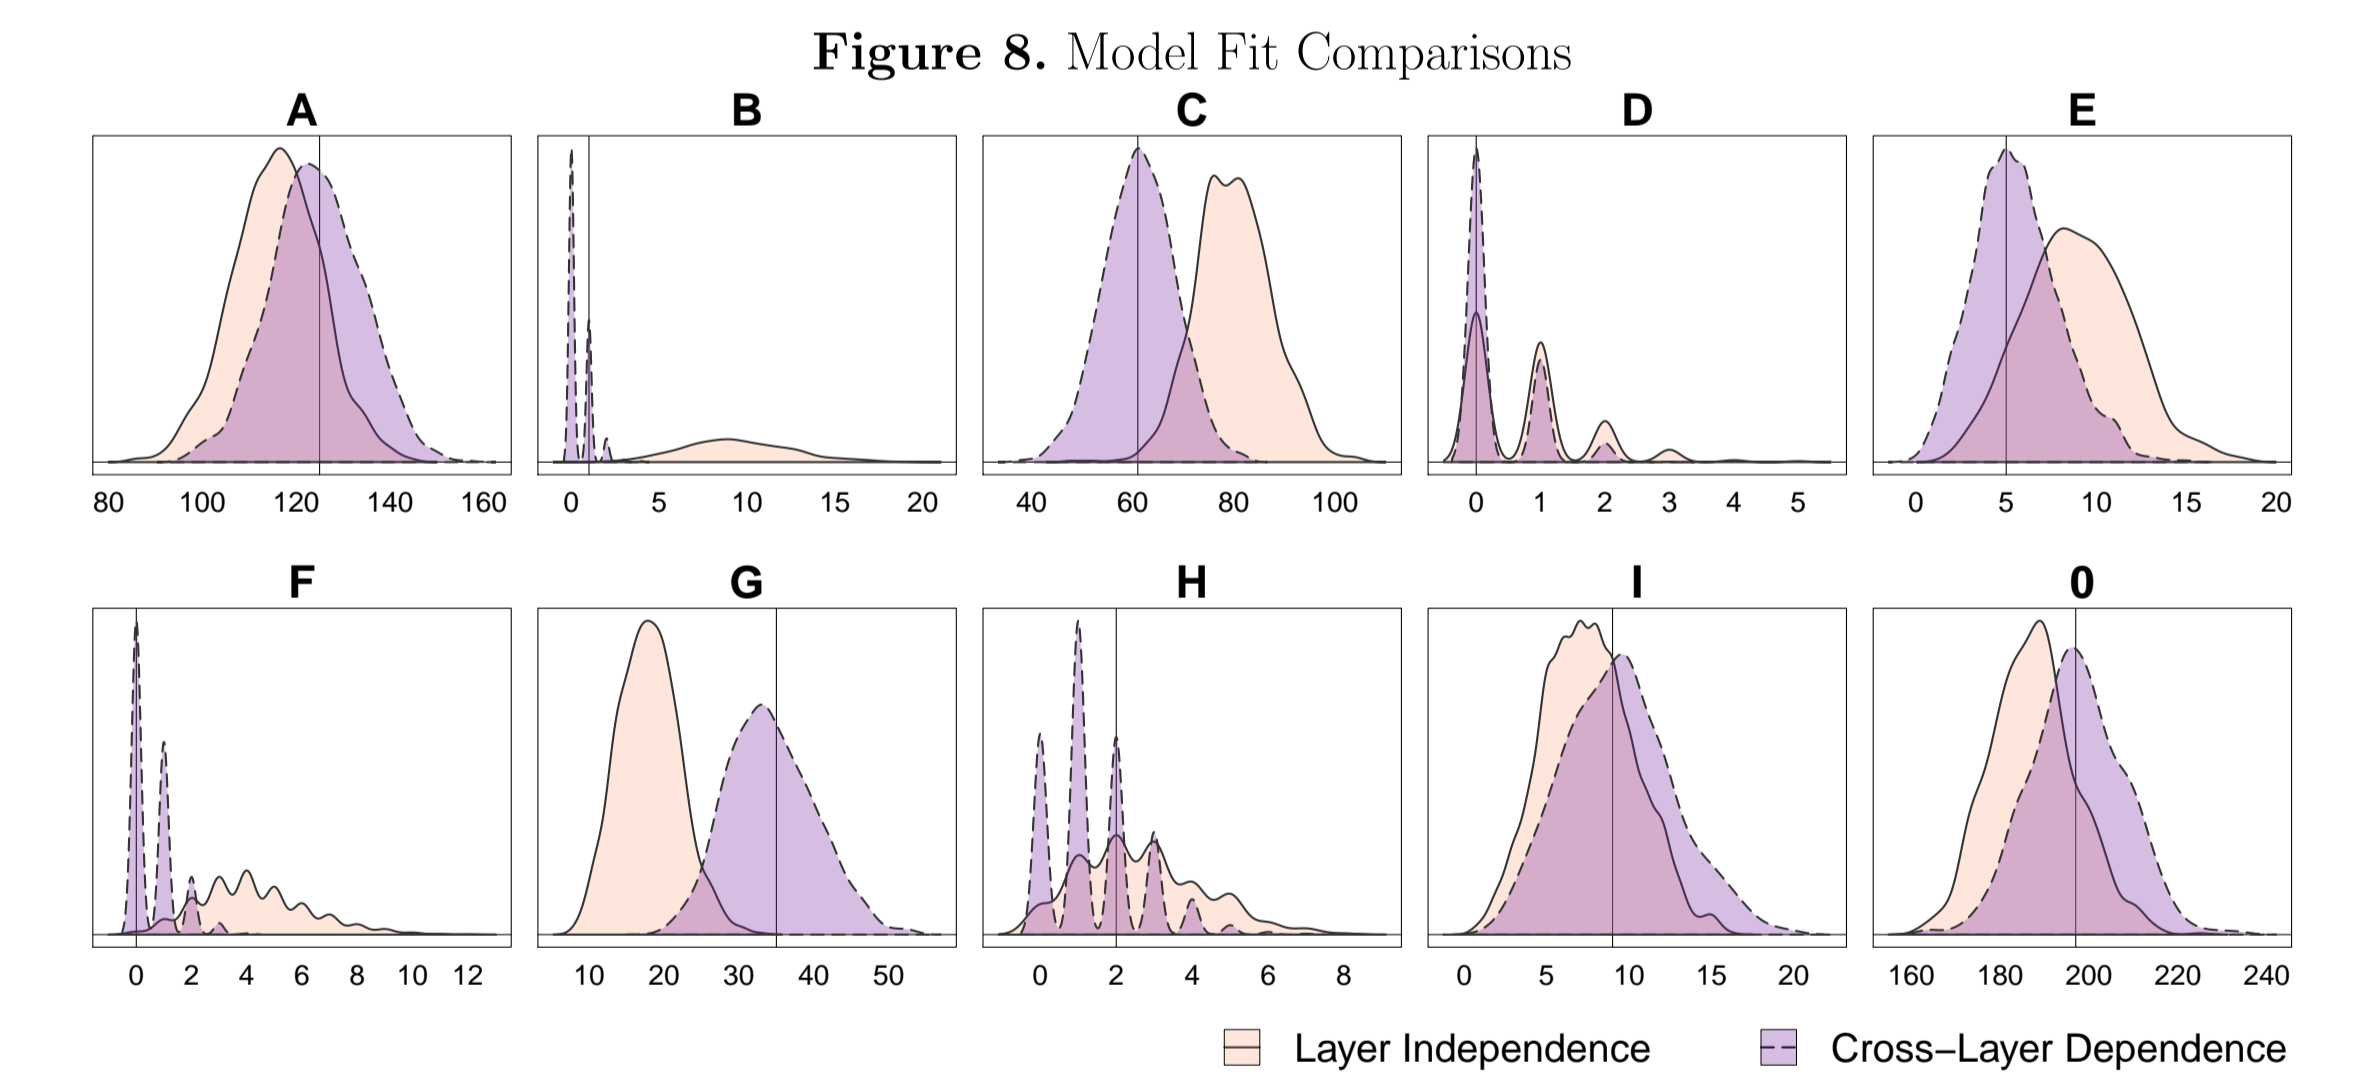 Figure 8. Model Fit Comparisons
A B C D E
80 100 120 140 160 0 5 10 15 20 40 60 80 100 0 1 2 3 4 5 0 5 10 15 20
F G H I 0
0 2 4 6 8 10 12 10 20 30 40 50 0 2 4 6 8 0 5 10 15 20 160 180 200 220 240
Layer Independence Cross–Layer Dependence